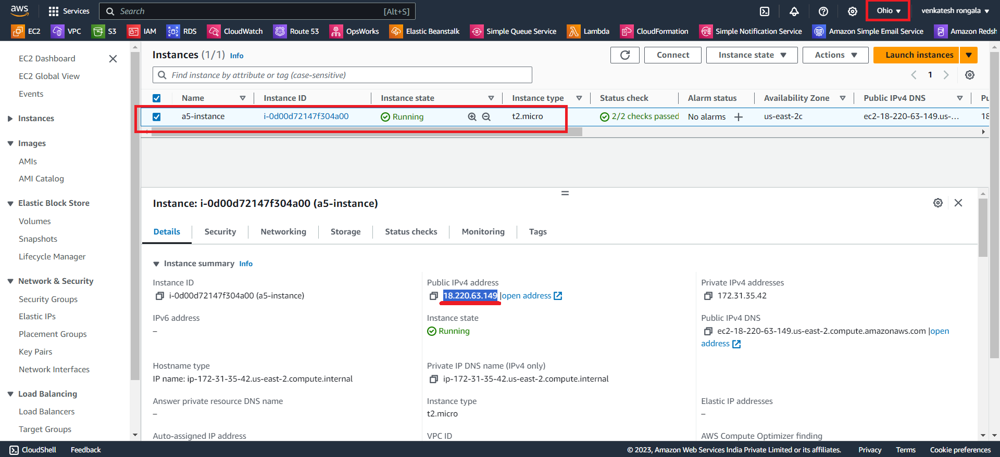 aws Services Search [Alt+S] Ohio venkatesh rongala
EC2 VPC S3 IAM RDS CloudWatch Route 53 OpsWorks Elastic Beanstalk Simple Queue Service Lambda CloudFormation Simple Notification Service Amazon Simple Email Service Amazon Redsh
EC2 Dashboard
EC2 Global View
Events
Instances
Images
AMIs
AMI Catalog
Elastic Block Store
Volumes
Snapshots
Lifecycle Manager
Network & Security
Security Groups
Elastic IPs
Placement Groups
Key Pairs
Network Interfaces
Load Balancing
Load Balancers
Target Groups
Instances (1/1) Info
Connect Instance state Actions Launch instances
Find instance by attribute or tag (case-sensitive)
1
Name Instance ID Instance state Instance type Status check Alarm status Availability Zone Public IPv4 DNS Pu
a5-instance i-0d00d72147f304a00 Running t2.micro 2/2 checks passed No alarms + us-east-2c ec2-18-220-63-149.us-... 18
Instance: i-0d00d72147f304a00 (a5-instance)
Details Security Networking Storage Status checks Monitoring Tags
Instance summary Info
Instance ID
i-0d00d72147f304a00 (a5-instance)
Public IPv4 address
18.220.63.149 |open address
Private IPv4 addresses
172.31.35.42
IPv6 address
–
Instance state
Running
Public IPv4 DNS
ec2-18-220-63-149.us-east-2.compute.amazonaws.com |open
address
Hostname type
IP name: ip-172-31-35-42.us-east-2.compute.internal
Private IP DNS name (IPv4 only)
ip-172-31-35-42.us-east-2.compute.internal
Answer private resource DNS name
–
Instance type
t2.micro
Elastic IP addresses
–
Auto-assigned IP address
VPC ID
AWS Compute Optimizer finding
CloudShell Feedback © 2023, Amazon Web Services India Private Limited or its affiliates. Privacy Terms Cookie preferences